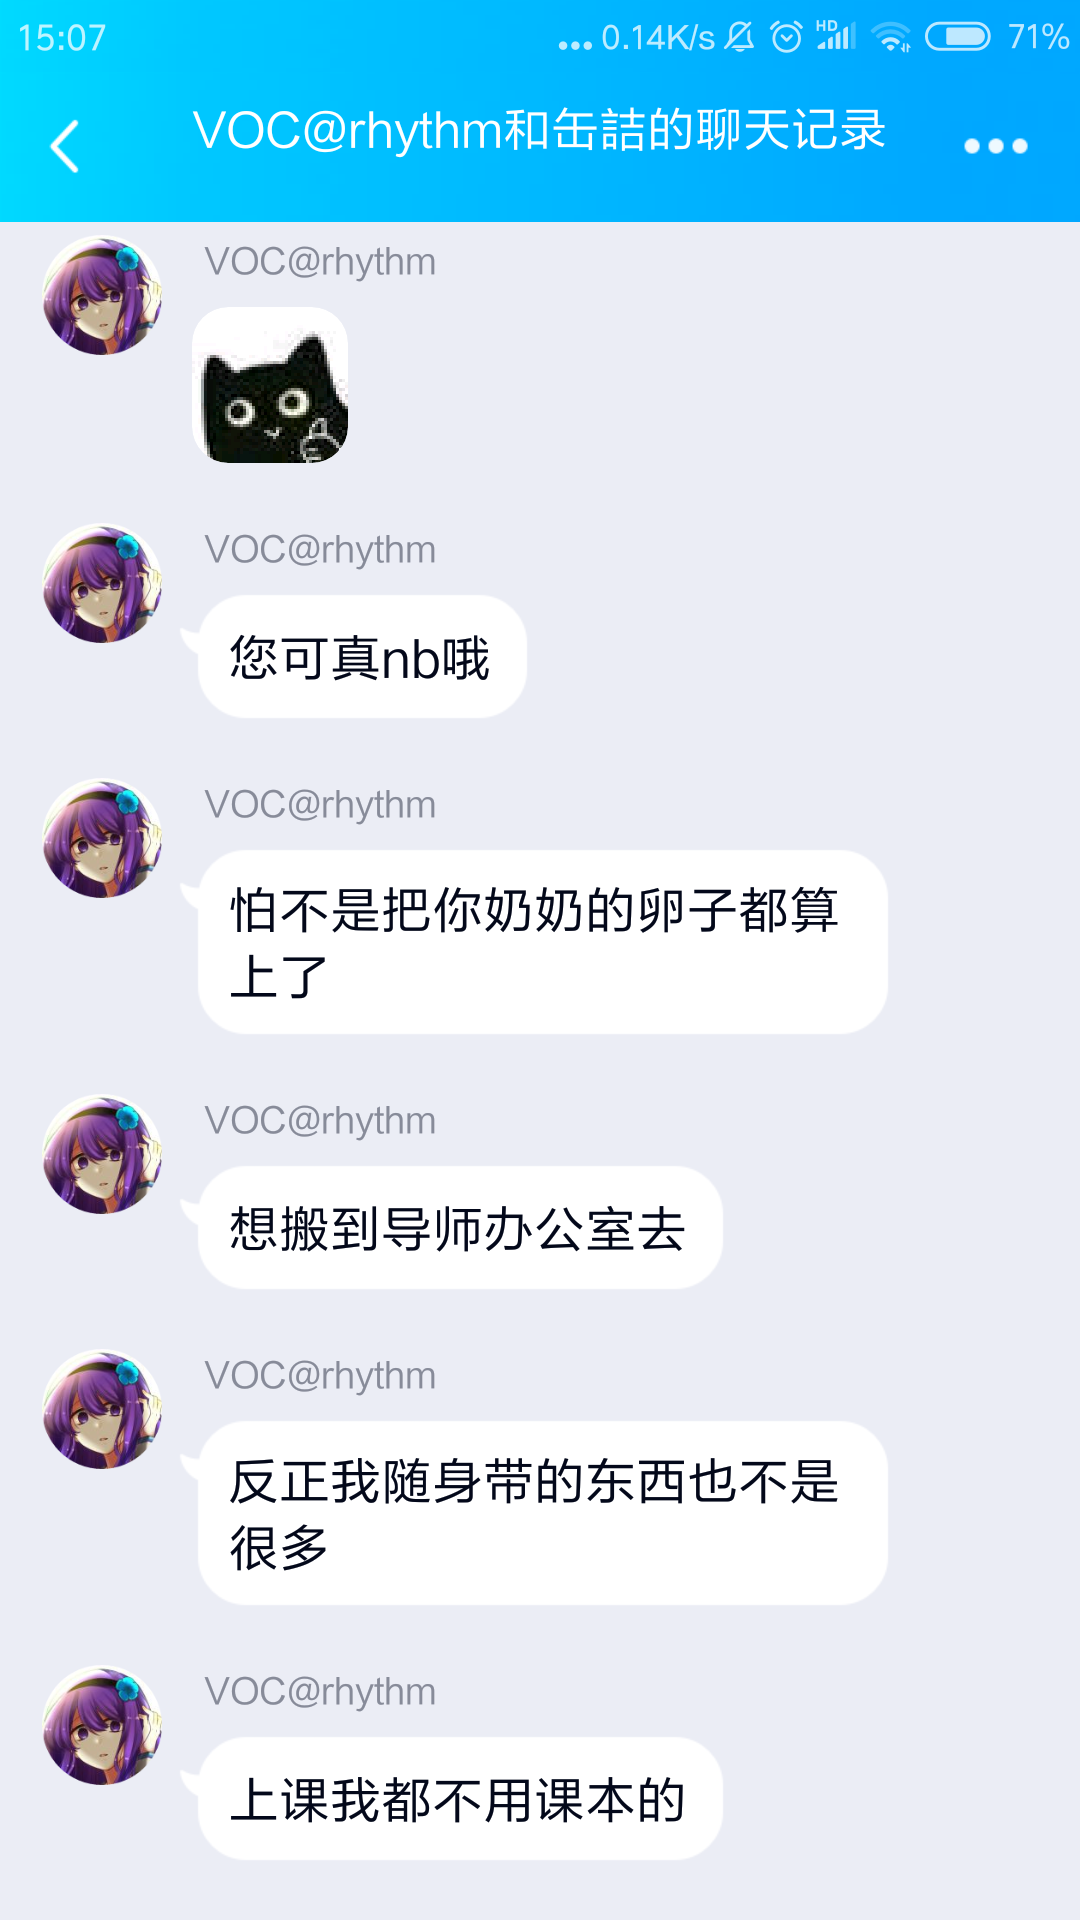 15:07
0.14K/s
HD
71%
VOC@rhythm和缶詰的聊天记录
VOC@rhythm
VOC@rhythm
您可真nb哦
VOC@rhythm
怕不是把你奶奶的卵子都算
上了
VOC@rhythm
想搬到导师办公室去
VOC@rhythm
反正我随身带的东西也不是
很多
VOC@rhythm
上课我都不用课本的